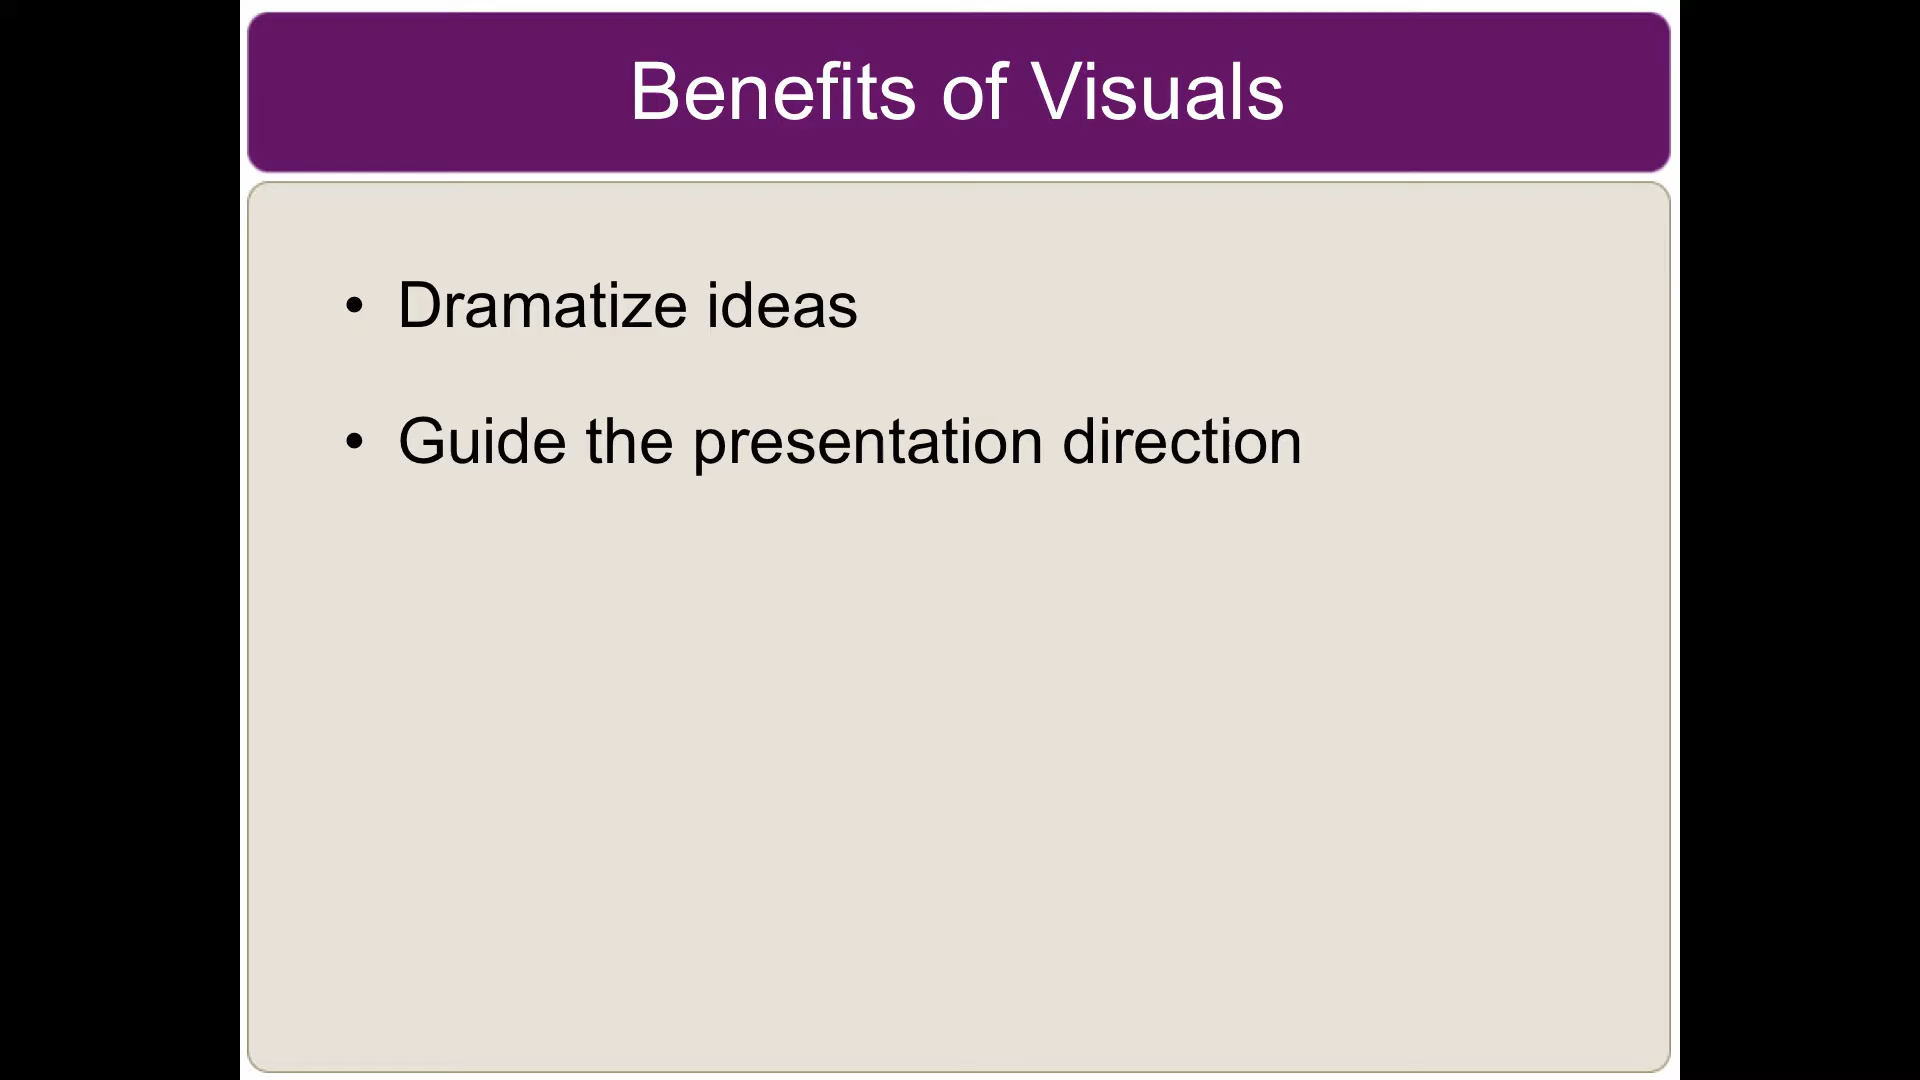 Benefits of Visuals
• Dramatize ideas
• Guide the presentation direction